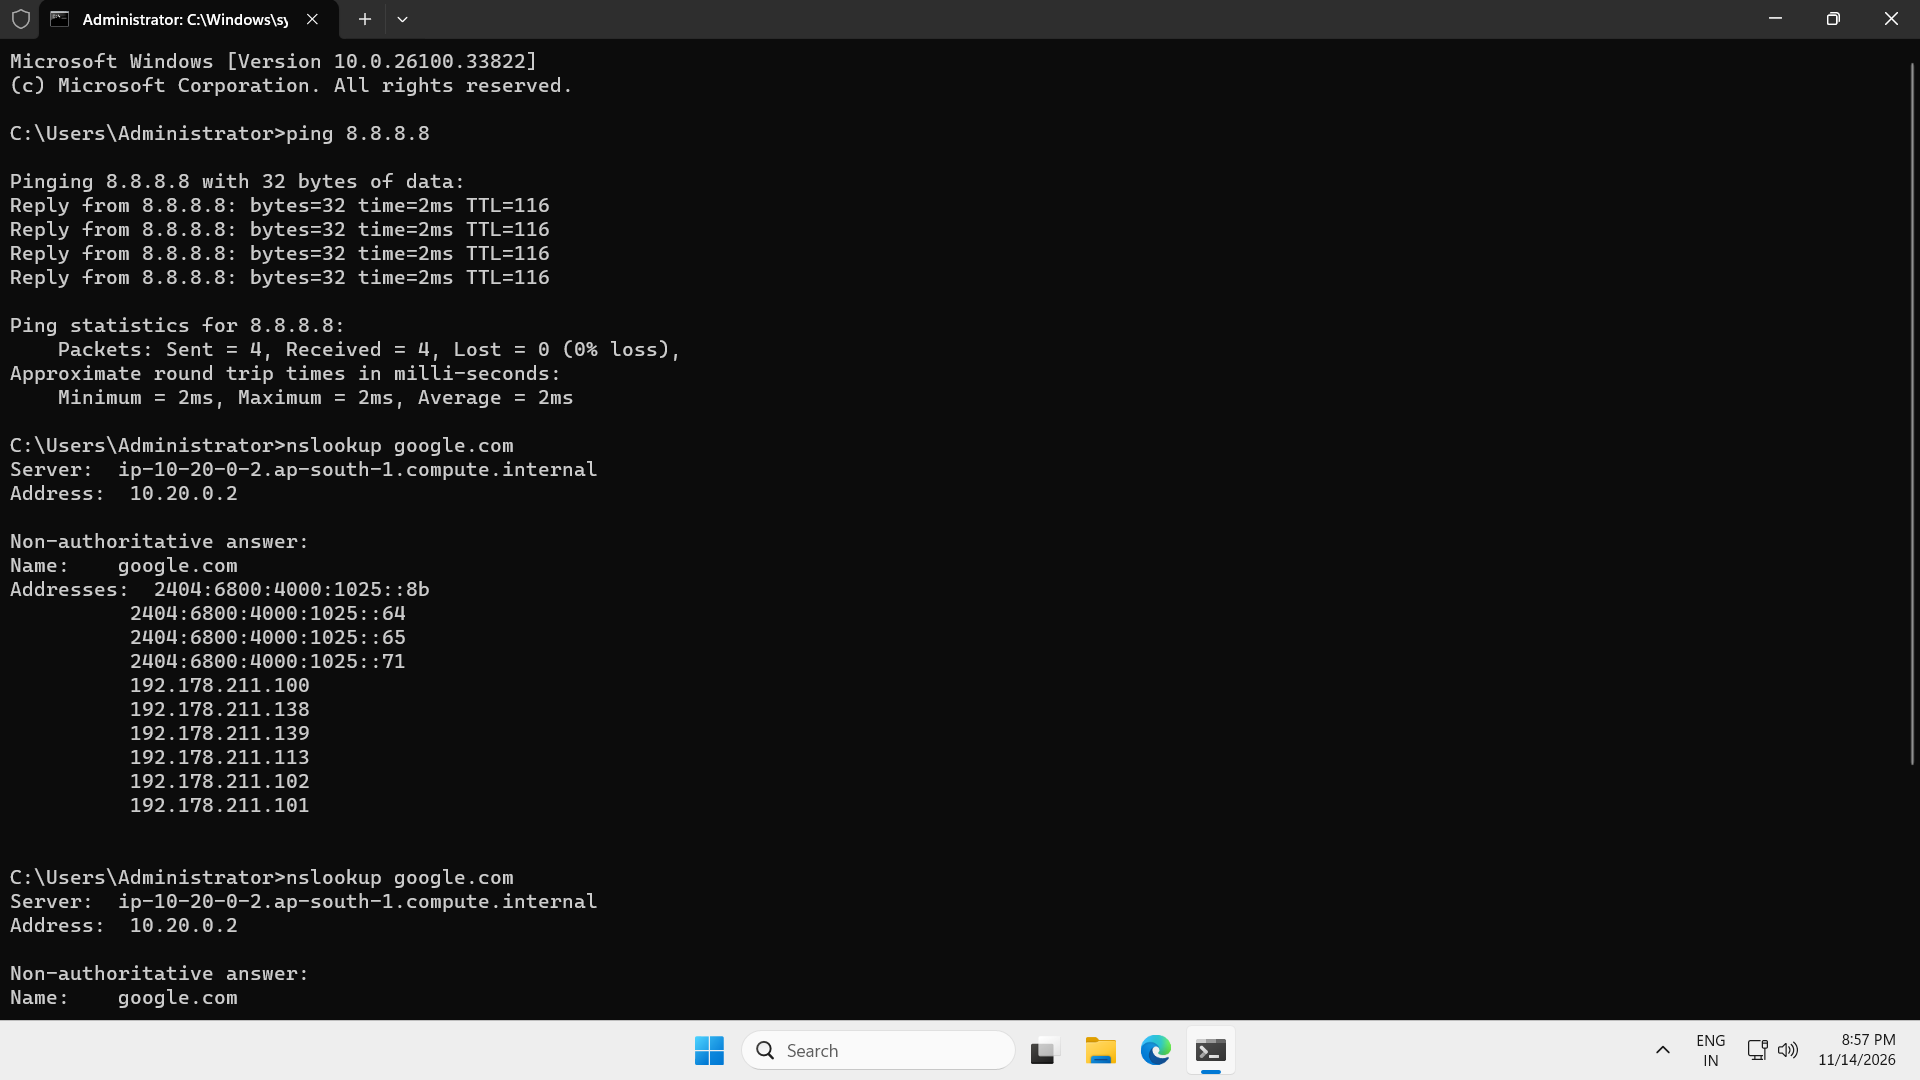 Administrator: C:\Windows\sy
Microsoft Windows [Version 10.0.26100.33822]
(c) Microsoft Corporation. All rights reserved.
C:\Users\Administrator>ping 8.8.8.8
Pinging 8.8.8.8 with 32 bytes of data:
Reply from 8.8.8.8: bytes=32 time=2ms TTL=116
Reply from 8.8.8.8: bytes=32 time=2ms TTL=116
Reply from 8.8.8.8: bytes=32 time=2ms TTL=116
Reply from 8.8.8.8: bytes=32 time=2ms TTL=116
Ping statistics for 8.8.8.8:
    Packets: Sent = 4, Received = 4, Lost = 0 (0% loss),
Approximate round trip times in milli-seconds:
    Minimum = 2ms, Maximum = 2ms, Average = 2ms
C:\Users\Administrator>nslookup google.com
Server:  ip-10-20-0-2.ap-south-1.compute.internal
Address:  10.20.0.2
Non-authoritative answer:
Name:    google.com
Addresses:  2404:6800:4000:1025::8b
          2404:6800:4000:1025::64
          2404:6800:4000:1025::65
          2404:6800:4000:1025::71
          192.178.211.100
          192.178.211.138
          192.178.211.139
          192.178.211.113
          192.178.211.102
          192.178.211.101
C:\Users\Administrator>nslookup google.com
Server:  ip-10-20-0-2.ap-south-1.compute.internal
Address:  10.20.0.2
Non-authoritative answer:
Name:    google.com
Search
ENG
IN
8:57 PM
11/14/2026